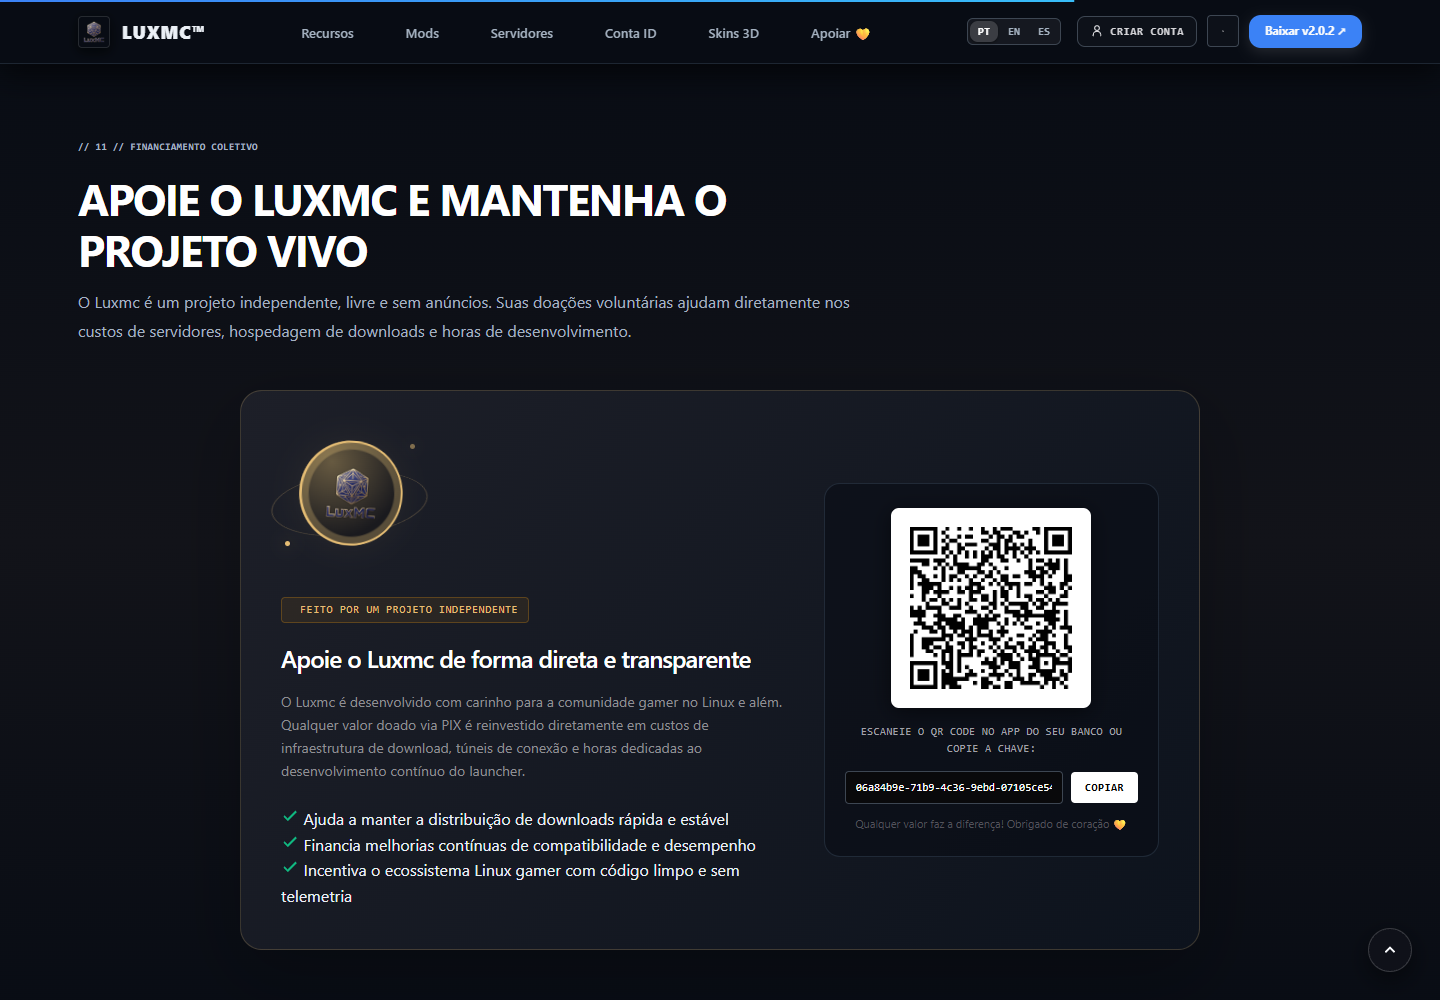 LUXMC™
Recursos
Mods
Servidores
Conta ID
Skins 3D
Apoiar 🧡
PT
EN
ES
CRIAR CONTA
Baixar v2.0.2 ↗
// 11 // FINANCIAMENTO COLETIVO
APOIE O LUXMC E MANTENHA O
PROJETO VIVO
O Luxmc é um projeto independente, livre e sem anúncios. Suas doações voluntárias ajudam diretamente nos
custos de servidores, hospedagem de downloads e horas de desenvolvimento.
LUXMC
FEITO POR UM PROJETO INDEPENDENTE
Apoie o Luxmc de forma direta e transparente
O Luxmc é desenvolvido com carinho para a comunidade gamer no Linux e além.
Qualquer valor doado via PIX é reinvestido diretamente em custos de
infraestrutura de download, túneis de conexão e horas dedicadas ao
desenvolvimento contínuo do launcher.
✓ Ajuda a manter a distribuição de downloads rápida e estável
✓ Financia melhorias contínuas de compatibilidade e desempenho
✓ Incentiva o ecossistema Linux gamer com código limpo e sem
telemetria
ESCANEIE O QR CODE NO APP DO SEU BANCO OU
COPIE A CHAVE:
06a84b9e-71b9-4c36-9ebd-07105ce54
COPIAR
Qualquer valor faz a diferença! Obrigado de coração 🧡